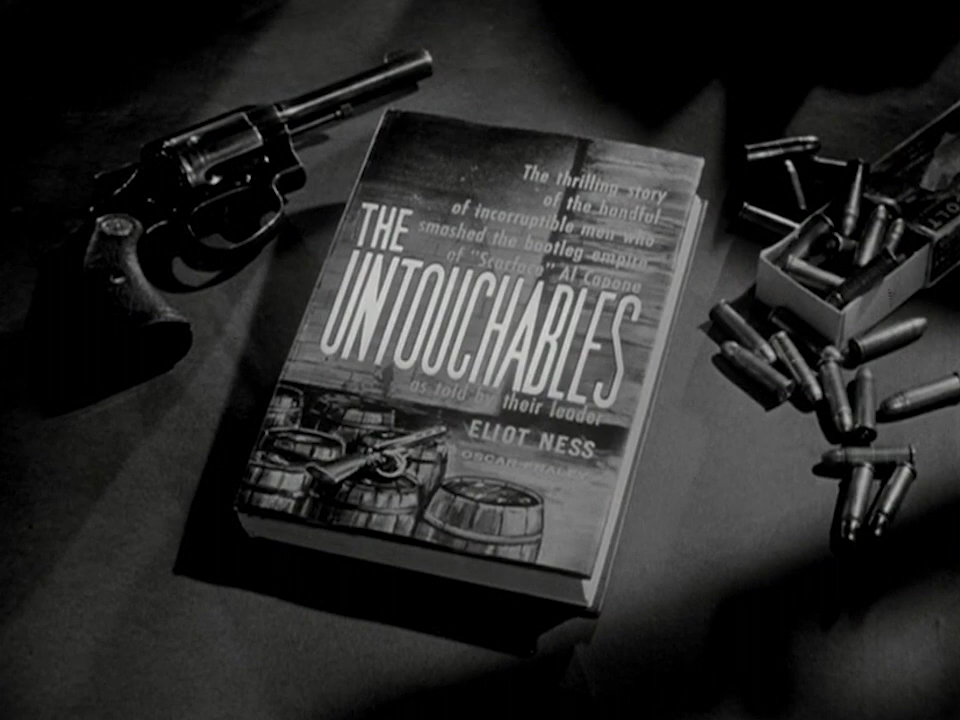 The thrilling story
of the handful
of incorruptible men who
smashed the bootleg empire
of "Scarface" Al Capone
THE
UNTOUCHABLES
as told by their leader
ELIOT NESS
OSCAR FRALEY
COLT